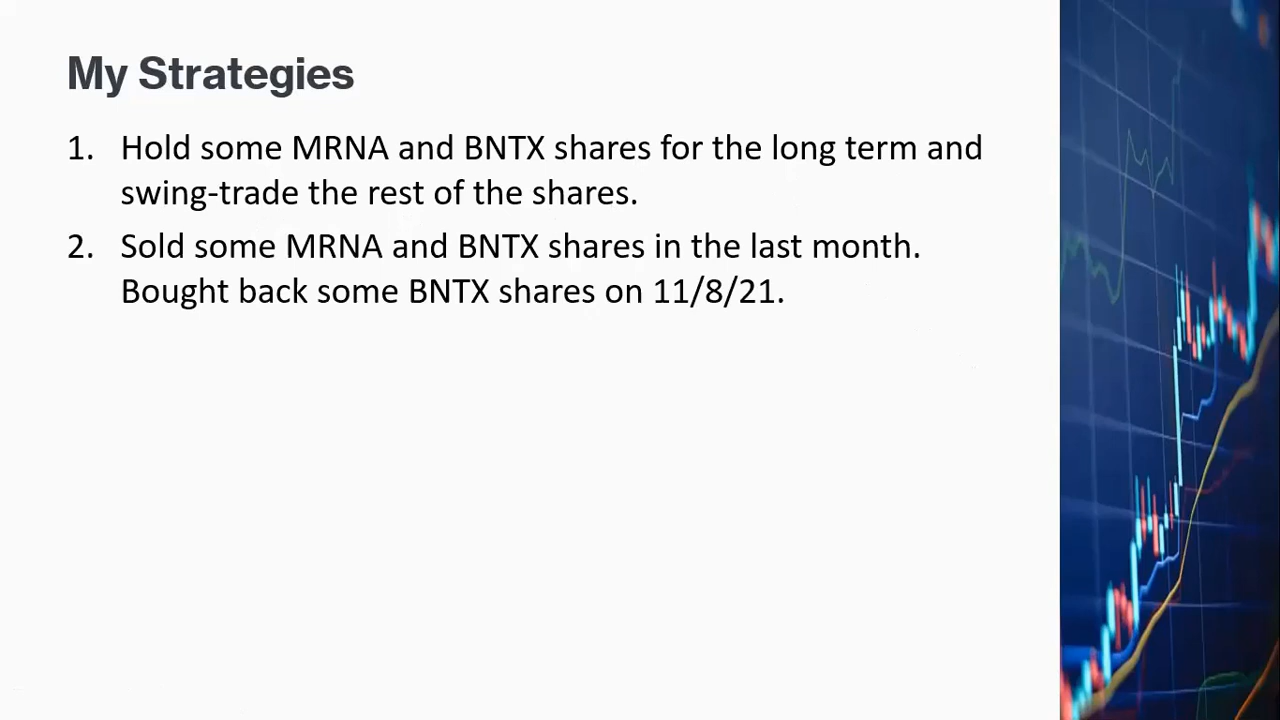 My Strategies
1. Hold some MRNA and BNTX shares for the long term and
swing-trade the rest of the shares.
2. Sold some MRNA and BNTX shares in the last month.
Bought back some BNTX shares on 11/8/21.